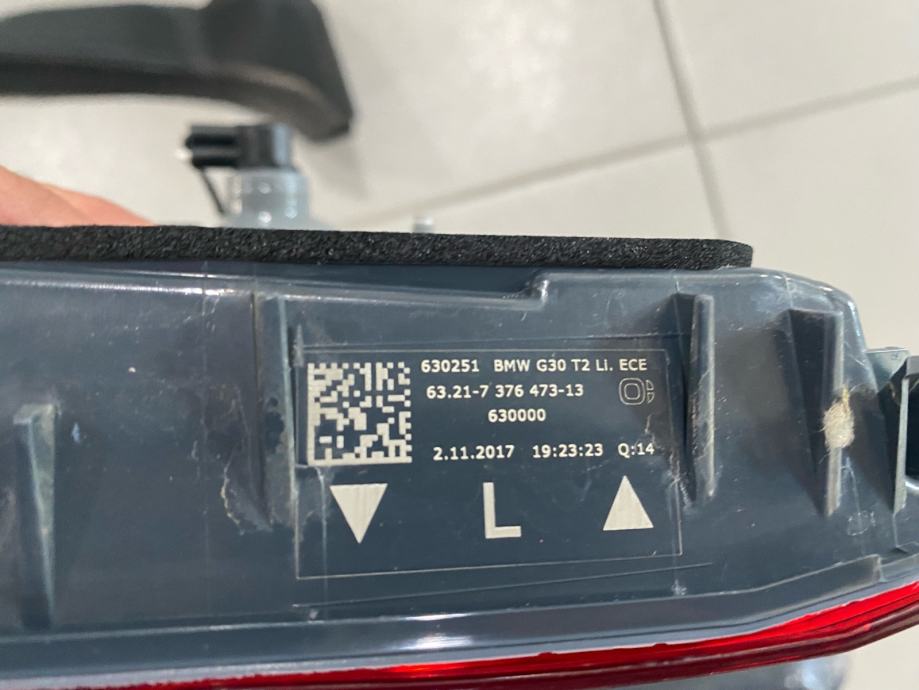 630251 BMW G30 T2 Li. ECE
63.21-7 376 473-13
630000
2.11.2017 19:23:23 Q:14
L